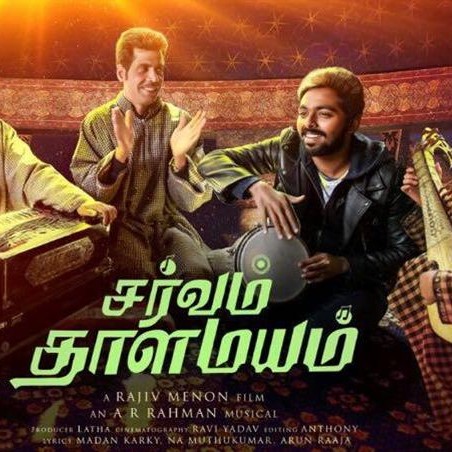 சர்வம்
தாளமயம்
A RAJIV MENON FILM
AN A R RAHMAN MUSICAL
PRODUCER LATHA CINEMATOGRAPHY RAVI YADAV EDITING ANTHONY
LYRICS MADAN KARKY, NA MUTHUKUMAR, ARUN RAAJA